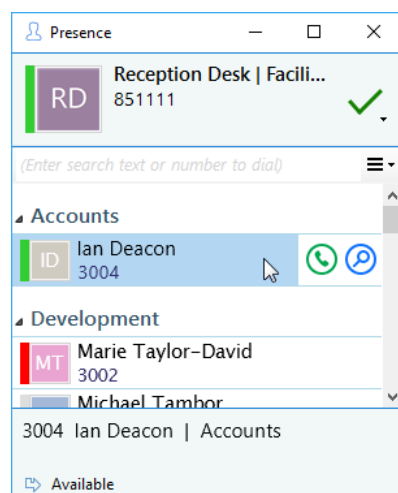 Presence
RD
Reception Desk | Facili...
851111
(Enter search text or number to dial)
Accounts
ID
Ian Deacon
3004
Development
MT
Marie Taylor-David
3002
Michael Tambor
3004 Ian Deacon | Accounts
Available